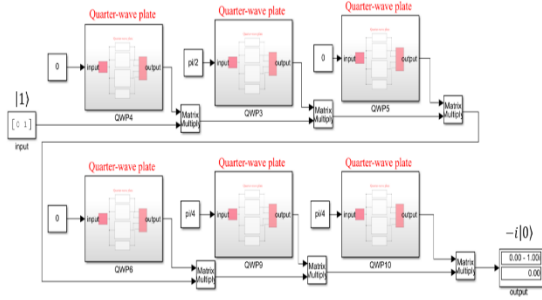 Quarter-wave plate Quarter-wave plate Quarter-wave plate
0 input output pi/2 input output 0 input output
QWP4 QWP3 QWP5
|1⟩
[0 1]
input
Matrix Multiply Matrix Multiply Matrix Multiply
Quarter-wave plate Quarter-wave plate Quarter-wave plate
0 input output pi/4 input output pi/4 input output
QWP6 QWP9 QWP10
Matrix Multiply Matrix Multiply Matrix Multiply
−i|0⟩
0.00 - 1.00i
0.00
output